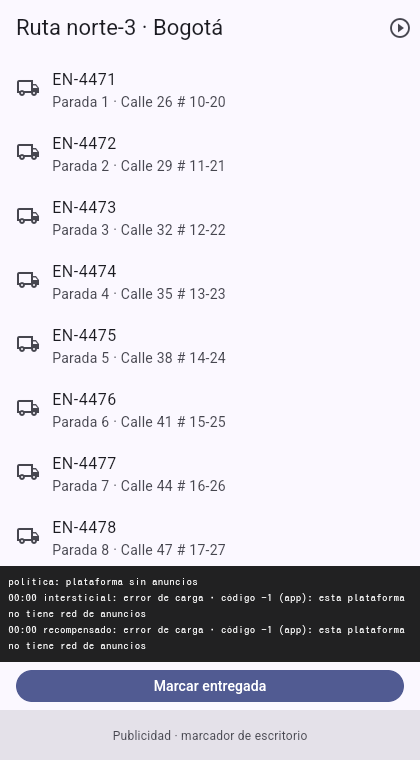 Ruta norte-3 · Bogotá
EN-4471
Parada 1 · Calle 26 # 10-20
EN-4472
Parada 2 · Calle 29 # 11-21
EN-4473
Parada 3 · Calle 32 # 12-22
EN-4474
Parada 4 · Calle 35 # 13-23
EN-4475
Parada 5 · Calle 38 # 14-24
EN-4476
Parada 6 · Calle 41 # 15-25
EN-4477
Parada 7 · Calle 44 # 16-26
EN-4478
Parada 8 · Calle 47 # 17-27
política: plataforma sin anuncios
00:00 intersticial: error de carga · código -1 (app): esta plataforma
no tiene red de anuncios
00:00 recompensado: error de carga · código -1 (app): esta plataforma
no tiene red de anuncios
Marcar entregada
Publicidad · marcador de escritorio